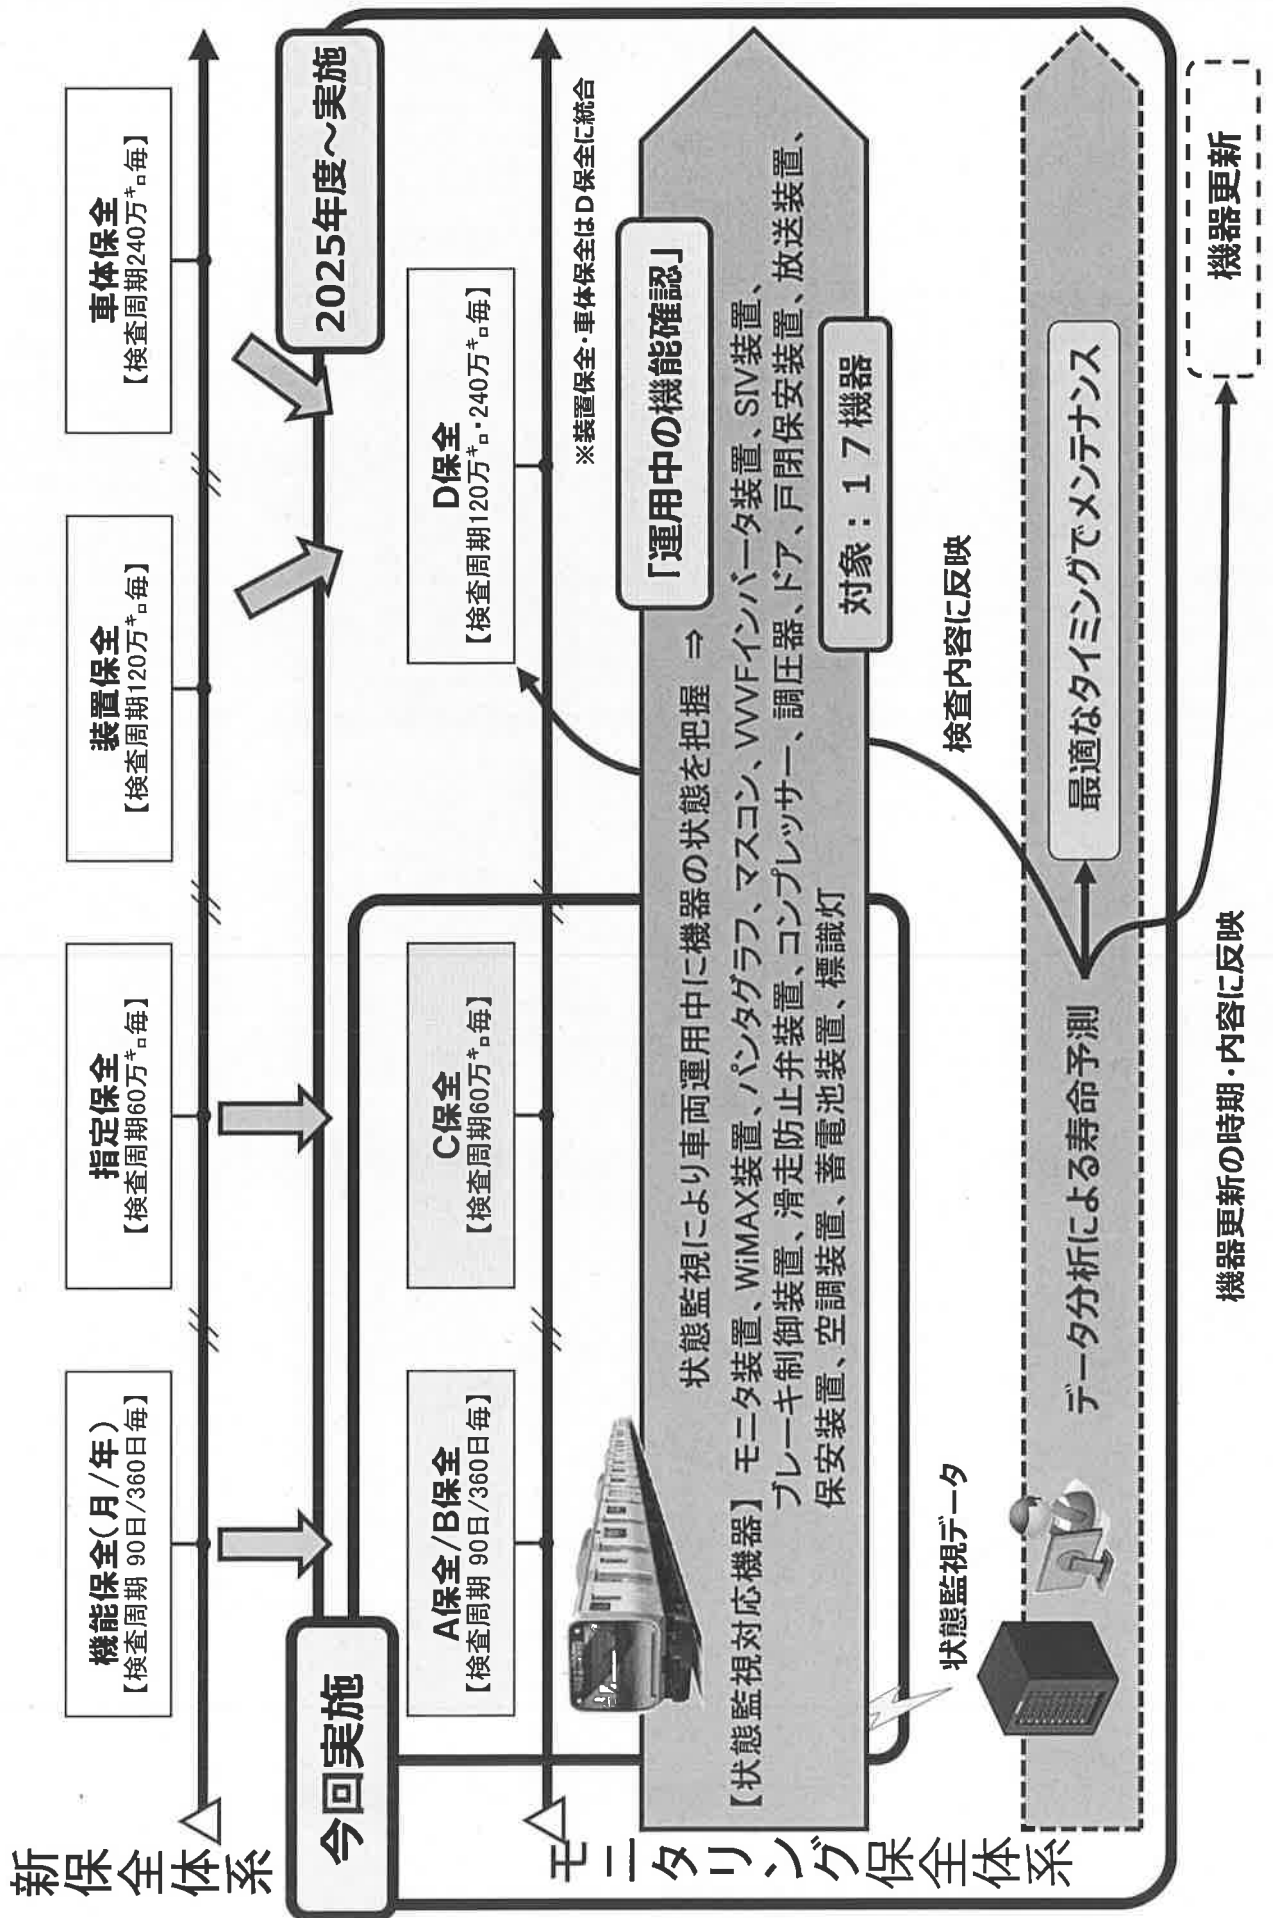 新保全体系
機能保全(月/年)
【検査周期 90日/360日毎】
指定保全
【検査周期60万㌔毎】
装置保全
【検査周期120万㌔毎】
車体保全
【検査周期240万㌔毎】
今回実施
2025年度～実施
モニタリング保全体系
A保全/B保全
【検査周期 90日/360日毎】
C保全
【検査周期60万㌔毎】
D保全
【検査周期120万㌔・240万㌔毎】
※装置保全・車体保全はD保全に統合
状態監視により車両運用中に機器の状態を把握 ⇒
「運用中の機能確認」
【状態監視対応機器】 モニタ装置、WiMAX装置、パンタグラフ、マスコン、VVVFインバータ装置、SIV装置、
ブレーキ制御装置、滑走防止弁装置、コンプレッサー、調圧器、ドア、戸閉保安装置、放送装置、
保安装置、空調装置、蓄電池装置、標識灯
対象：１７機器
状態監視データ
検査内容に反映
データ分析による寿命予測
最適なタイミングでメンテナンス
機器更新の時期・内容に反映
機器更新